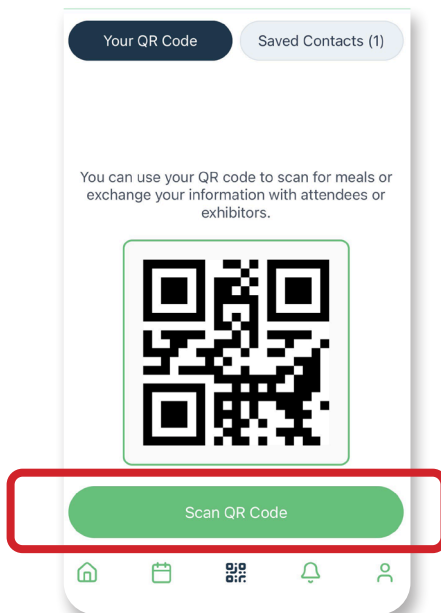 Your QR Code
Saved Contacts (1)
You can use your QR code to scan for meals or
exchange your information with attendees or
exhibitors.
Scan QR Code